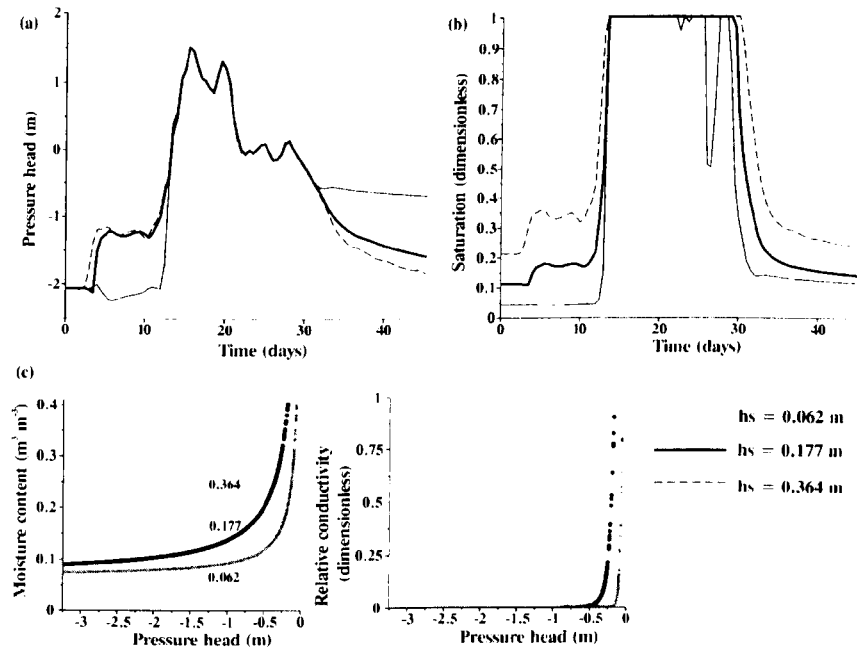 (a)
Pressure head (m)
2
1
0
-1
-2
0 10 20 30 40
Time (days)
(b)
Saturation (dimensionless)
1
0.9
0.8
0.7
0.6
0.5
0.4
0.3
0.2
0.1
0
0 10 20 30 40
Time (days)
(c)
Moisture content (m³ m⁻³)
0.4
0.3
0.2
0.1
0
0.364
0.177
0.062
-3 -2.5 -2 -1.5 -1 -0.5 0
Pressure head (m)
Relative conductivity
(dimensionless)
1
0.75
0.5
0.25
0
-3 -2.5 -2 -1.5 -1 -0.5 0
Pressure head (m)
hs = 0.062 m
hs = 0.177 m
hs = 0.364 m